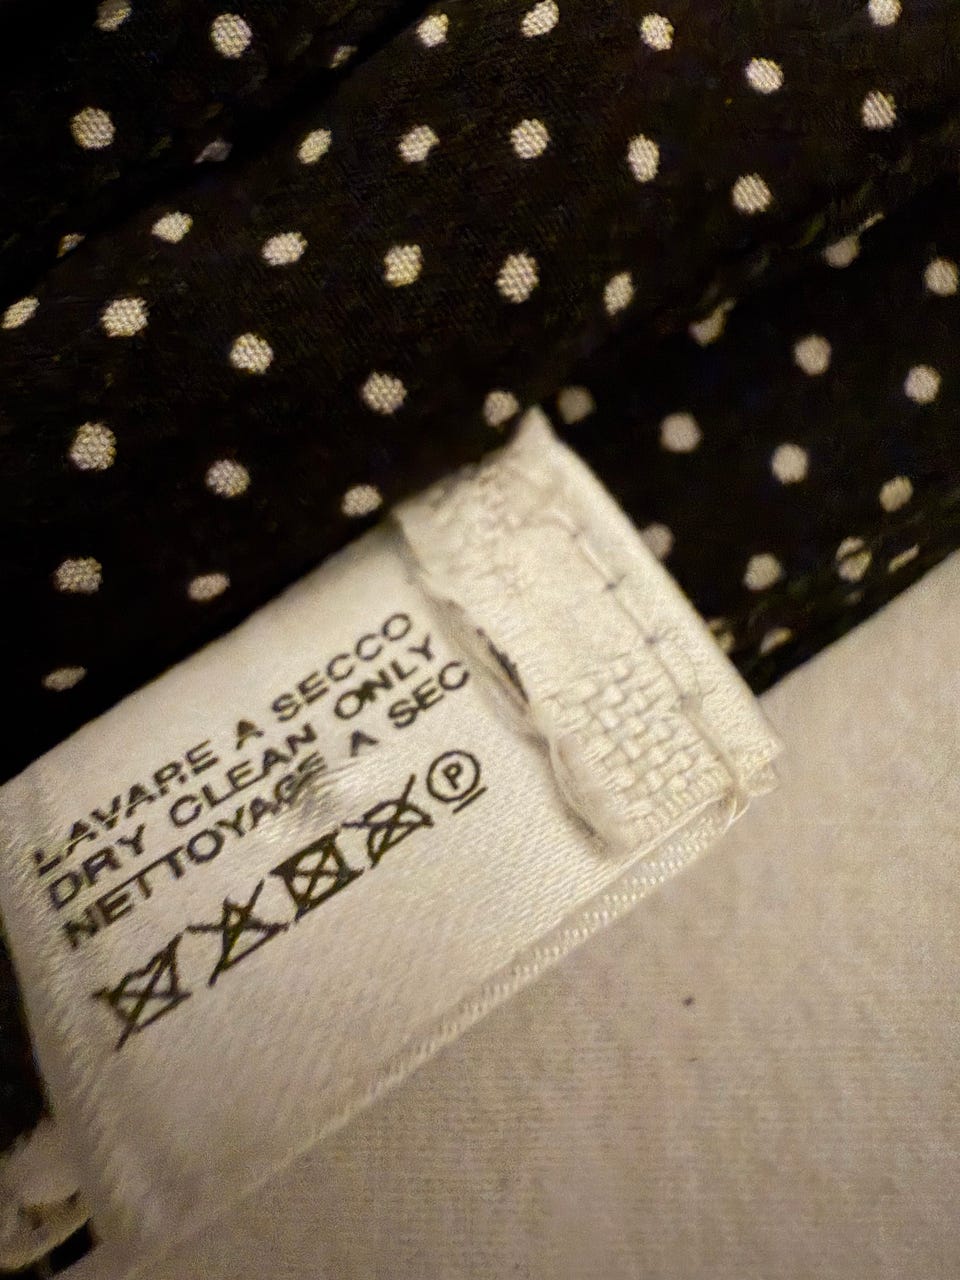 LAVARE A SECCO
DRY CLEAN ONLY
NETTOYAGE A SEC
P